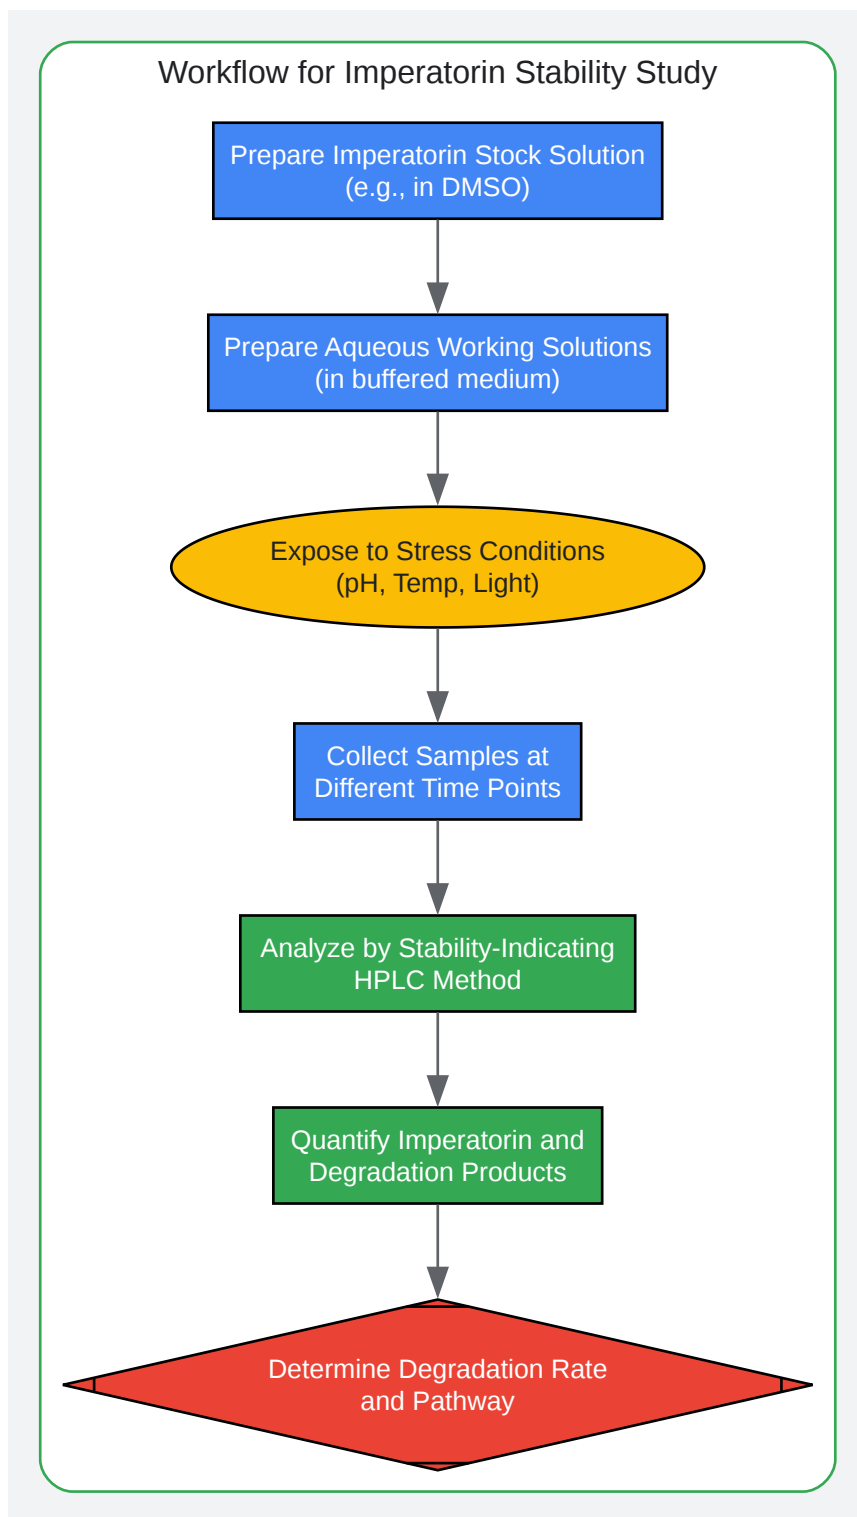 Workflow for Imperatorin Stability Study
Prepare Imperatorin Stock Solution
(e.g., in DMSO)
Prepare Aqueous Working Solutions
(in buffered medium)
Expose to Stress Conditions
(pH, Temp, Light)
Collect Samples at
Different Time Points
Analyze by Stability-Indicating
HPLC Method
Quantify Imperatorin and
Degradation Products
Determine Degradation Rate
and Pathway